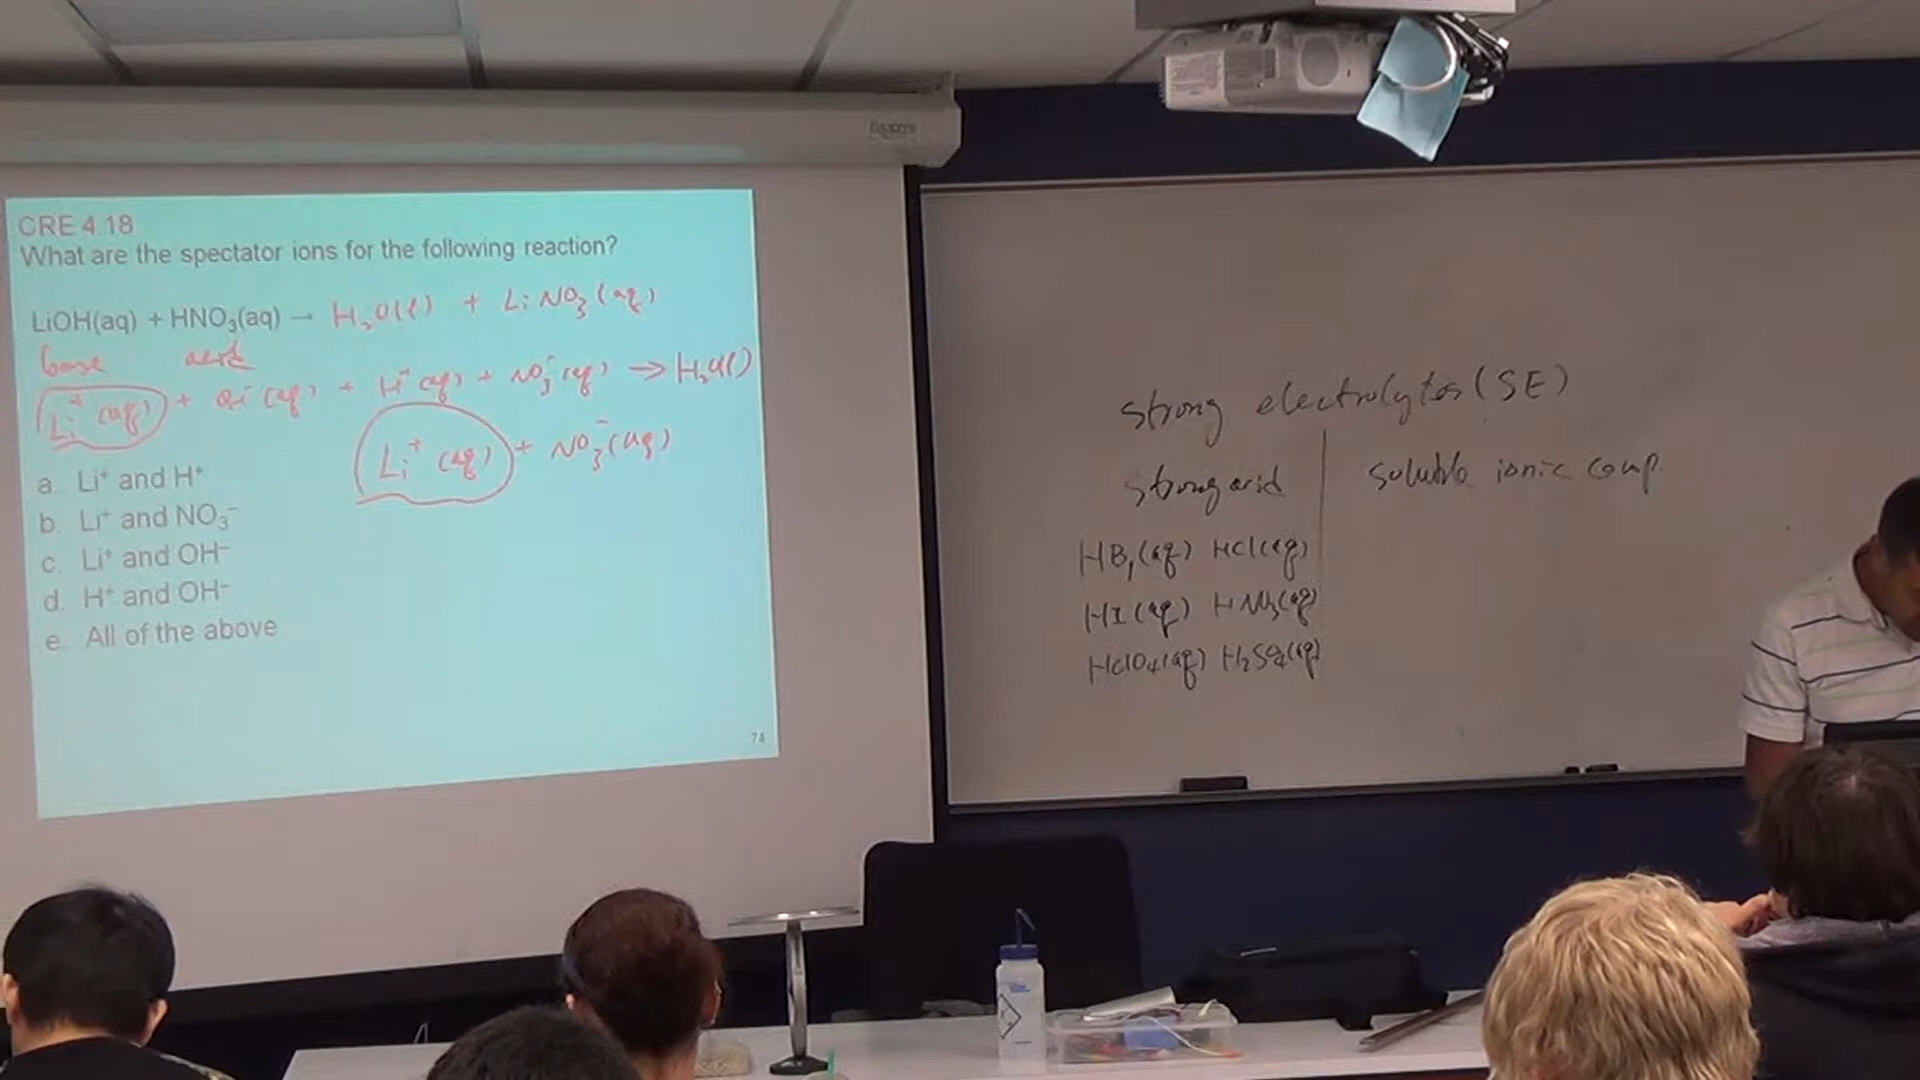 CRE 4.18
What are the spectator ions for the following reaction?
LiOH(aq) + HNO₃(aq) → H₂O(l) + LiNO₃(aq)
base acid
Li⁺(aq) + OH⁻(aq) + H⁺(aq) + NO₃⁻(aq) → H₂O(l)
Li⁺(aq) + NO₃⁻(aq)
a. Li⁺ and H⁺
b. Li⁺ and NO₃⁻
c. Li⁺ and OH⁻
d. H⁺ and OH⁻
e. All of the above
74
strong electrolytes (SE)
strong acid | soluble ionic comp.
HBr(aq) HCl(aq)
HI(aq) HNO₃(aq)
HClO₄(aq) H₂SO₄(aq)